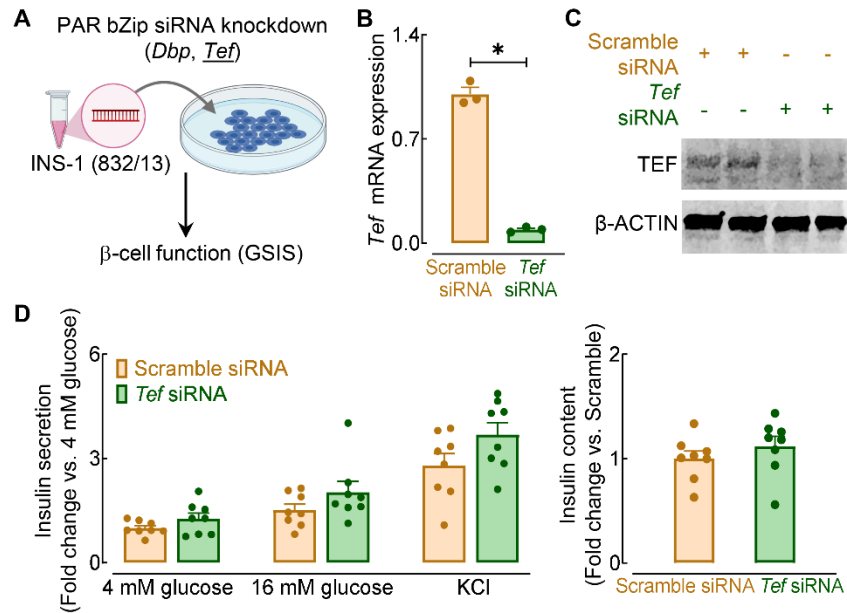 A
PAR bZip siRNA knockdown
(Dbp, Tef)
INS-1 (832/13)
β-cell function (GSIS)
B
Tef mRNA expression
1.4
0.7
0.0
*
Scramble
siRNA
Tef
siRNA
C
Scramble
siRNA
+ + - -
Tef
siRNA
- - + +
TEF
β-ACTIN
D
Insulin secretion
(Fold change vs. 4 mM glucose)
6
3
0
Scramble siRNA
Tef siRNA
4 mM glucose
16 mM glucose
KCl
Insulin content
(Fold change vs. Scramble)
2
1
0
Scramble siRNA
Tef siRNA